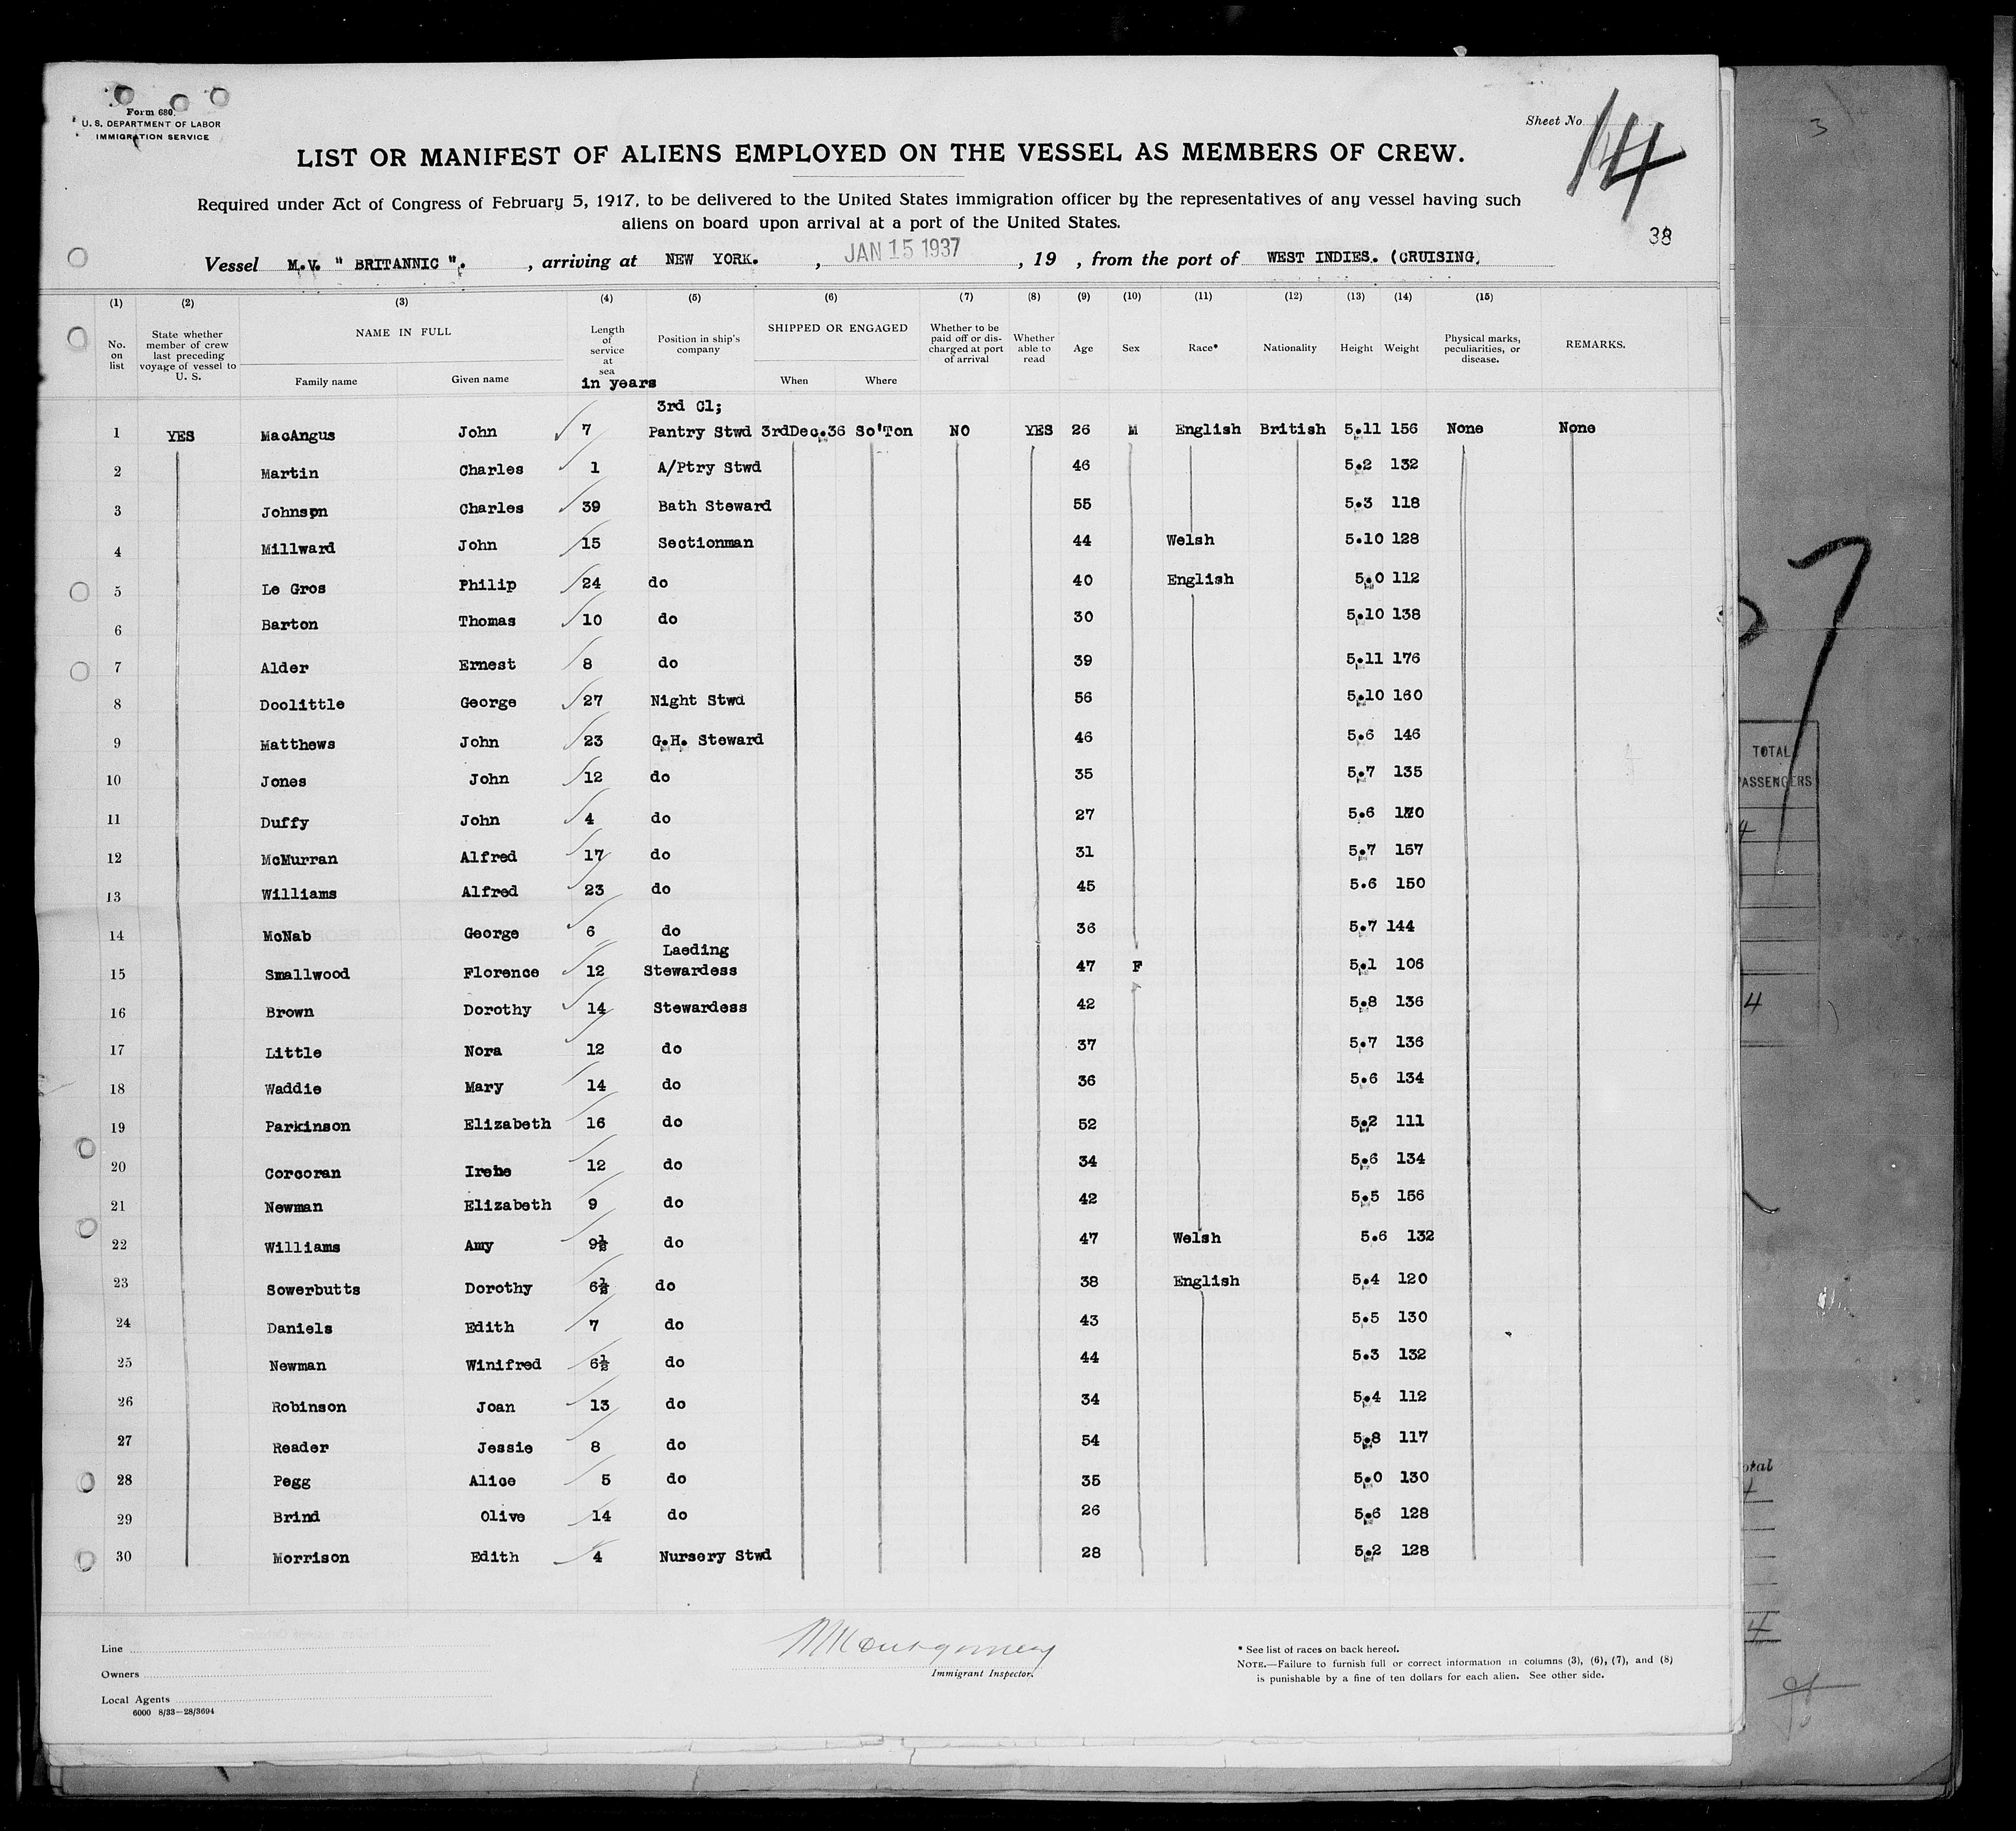 Form 680.
U. S. DEPARTMENT OF LABOR
IMMIGRATION SERVICE
Sheet No 14
LIST OR MANIFEST OF ALIENS EMPLOYED ON THE VESSEL AS MEMBERS OF CREW.
Required under Act of Congress of February 5, 1917, to be delivered to the United States immigration officer by the representatives of any vessel having such
aliens on board upon arrival at a port of the United States.
38
Vessel M.V. " BRITANNIC ". , arriving at NEW YORK. , JAN 15 1937 , 19 , from the port of WEST INDIES. (CRUISING)
(1) (2) (3) (4) (5) (6) (7) (8) (9) (10) (11) (12) (13) (14) (15)
No. on list State whether member of crew last preceding voyage of vessel to U. S. NAME IN FULL Family name Given name Length of service at sea in years Position in ship's company SHIPPED OR ENGAGED When Where Whether to be paid off or discharged at port of arrival Whether able to read Age Sex Race* Nationality Height Weight Physical marks, peculiarities, or disease. REMARKS.
3rd Cl;
1 YES MacAngus John 7 Pantry Stwd 3rdDec.36 So'Ton NO YES 26 M English British 5.11 156 None None
2 Martin Charles 1 A/Ptry Stwd 46 5.2 132
3 Johnson Charles 39 Bath Steward 55 5.3 118
4 Millward John 15 Sectionman 44 Welsh 5.10 128
5 Le Gros Philip 24 do 40 English 5.0 112
6 Barton Thomas 10 do 30 5.10 138
7 Alder Ernest 8 do 39 5.11 176
8 Doolittle George 27 Night Stwd 56 5.10 160
9 Matthews John 23 G.H. Steward 46 5.6 146
10 Jones John 12 do 35 5.7 135
11 Duffy John 4 do 27 5.6
12 McMurran Alfred 17 do 31 5.7 157
13 Williams Alfred 23 do 45 5.6 150
14 McNab George 6 do 36 5.7 144
Laeding
15 Smallwood Florence 12 Stewardess 47 F 5.1 106
16 Brown Dorothy 14 Stewardess 42 5.8 136
17 Little Nora 12 do 37 5.7 136
18 Waddie Mary 14 do 36 5.6 134
19 Parkinson Elizabeth 16 do 52 5.2 111
20 Corcoran Irene 12 do 34 5.6 134
21 Newman Elizabeth 9 do 42 5.5 156
22 Williams Amy 9½ do 47 Welsh 5.6 132
23 Sowerbutts Dorothy 6½ do 38 English 5.4 120
24 Daniels Edith 7 do 43 5.5 130
25 Newman Winifred 6½ do 44 5.3 132
26 Robinson Joan 13 do 34 5.4 112
27 Reader Jessie 8 do 54 5.8 117
28 Pegg Alice 5 do 35 5.0 130
29 Brind Olive 14 do 26 5.6 128
30 Morrison Edith 4 Nursery Stwd 28 5.2 128
Line
Owners
Local Agents
6000 8/33—28/3694
Montgomery
Immigrant Inspector.
* See list of races on back hereof.
NOTE.—Failure to furnish full or correct information in columns (3), (6), (7), and (8)
is punishable by a fine of ten dollars for each alien. See other side.
3
7
TOTAL
PASSENGERS
4
4
4